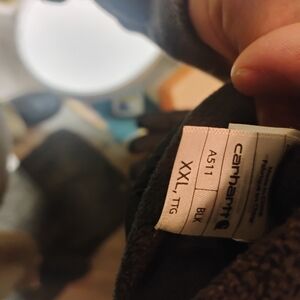 carhartt
A511 BLK
XXL, TTG